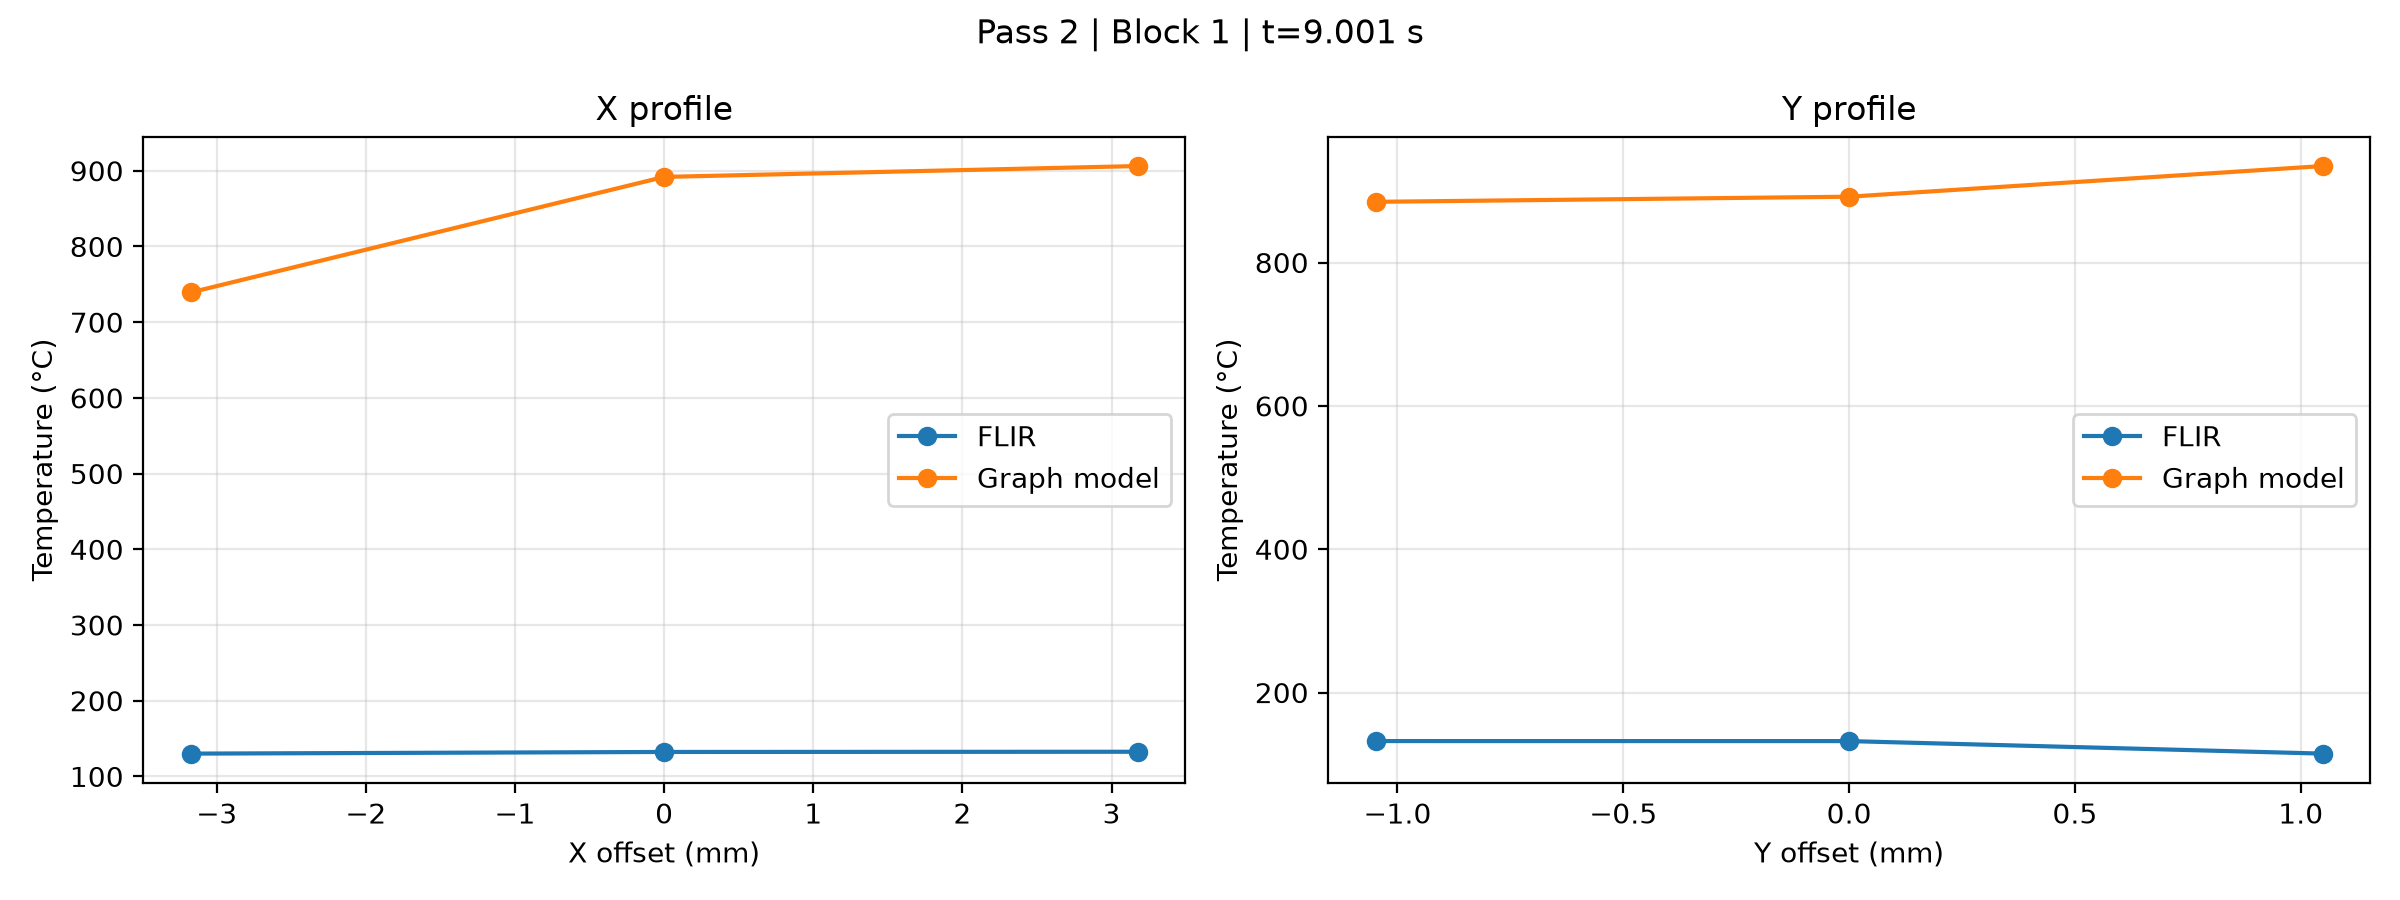 Pass 2 | Block 1 | t=9.001 s
X profile
Temperature (°C)
900
800
700
600
500
400
300
200
100
−3
−2
−1
0
1
2
3
X offset (mm)
FLIR
Graph model
Y profile
Temperature (°C)
800
600
400
200
−1.0
−0.5
0.0
0.5
1.0
Y offset (mm)
FLIR
Graph model